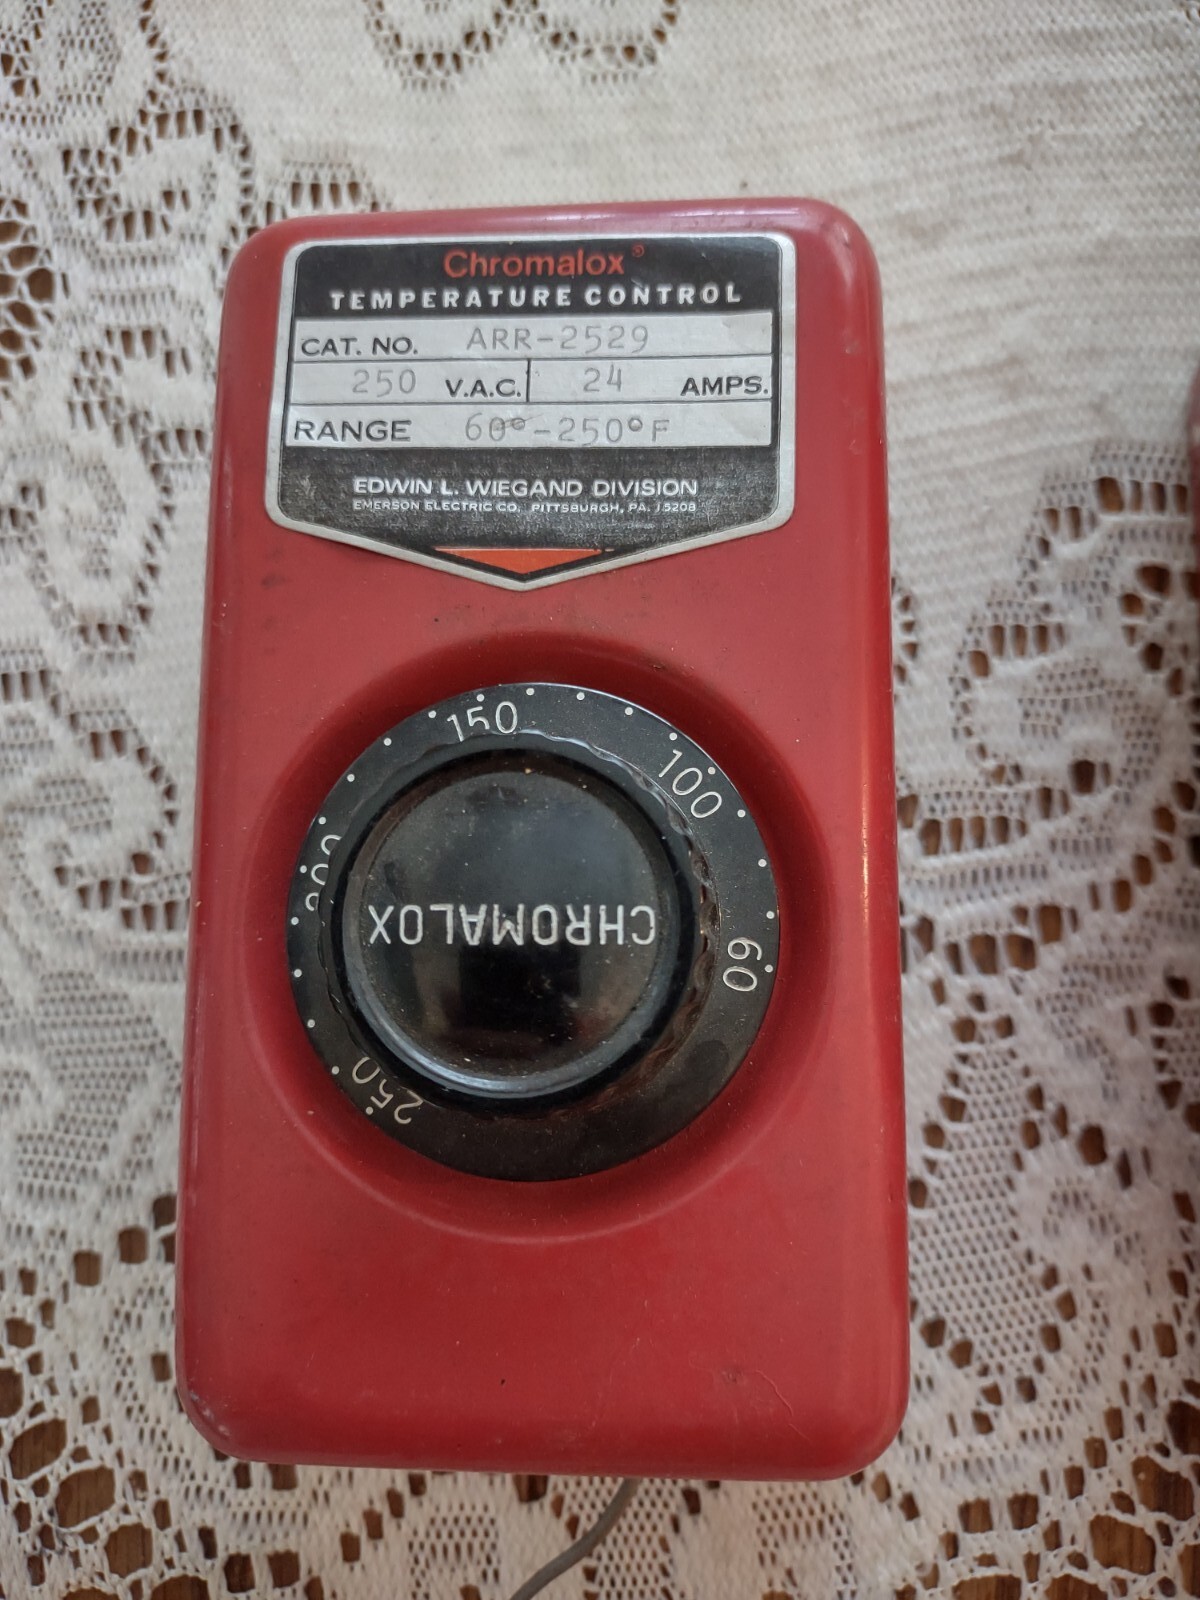 Chromalox®
TEMPERATURE CONTROL
CAT. NO. ARR-2529
250 V.A.C. 24 AMPS.
RANGE 60°-250°F
EDWIN L. WIEGAND DIVISION
EMERSON ELECTRIC CO. PITTSBURGH, PA. 15208
150
100
200
60
250
CHROMALOX